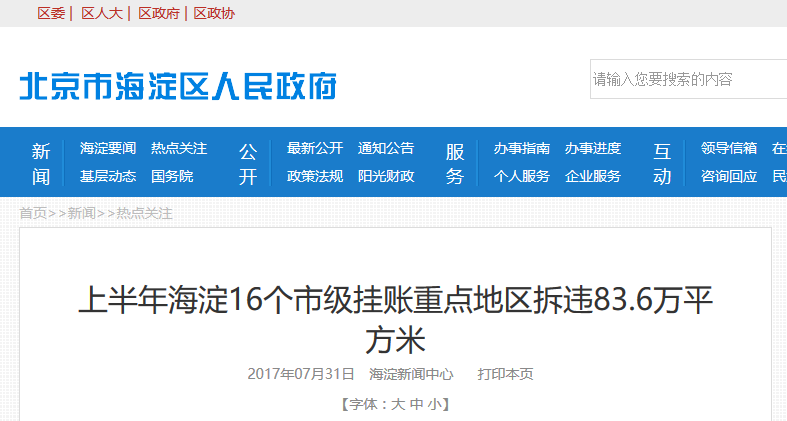 区委 | 区人大 | 区政府 | 区政协
北京市海淀区人民政府
请输入您要搜索的内容
新闻 海淀要闻 热点关注 公开 最新公开 通知公告 服务 办事指南 办事进度 互动 领导信箱 在
基层动态 国务院 政策法规 阳光财政 个人服务 企业服务 咨询回应 民
首页>>新闻>>热点关注
上半年海淀16个市级挂账重点地区拆违83.6万平
方米
2017年07月31日 海淀新闻中心 打印本页
【字体：大 中 小】